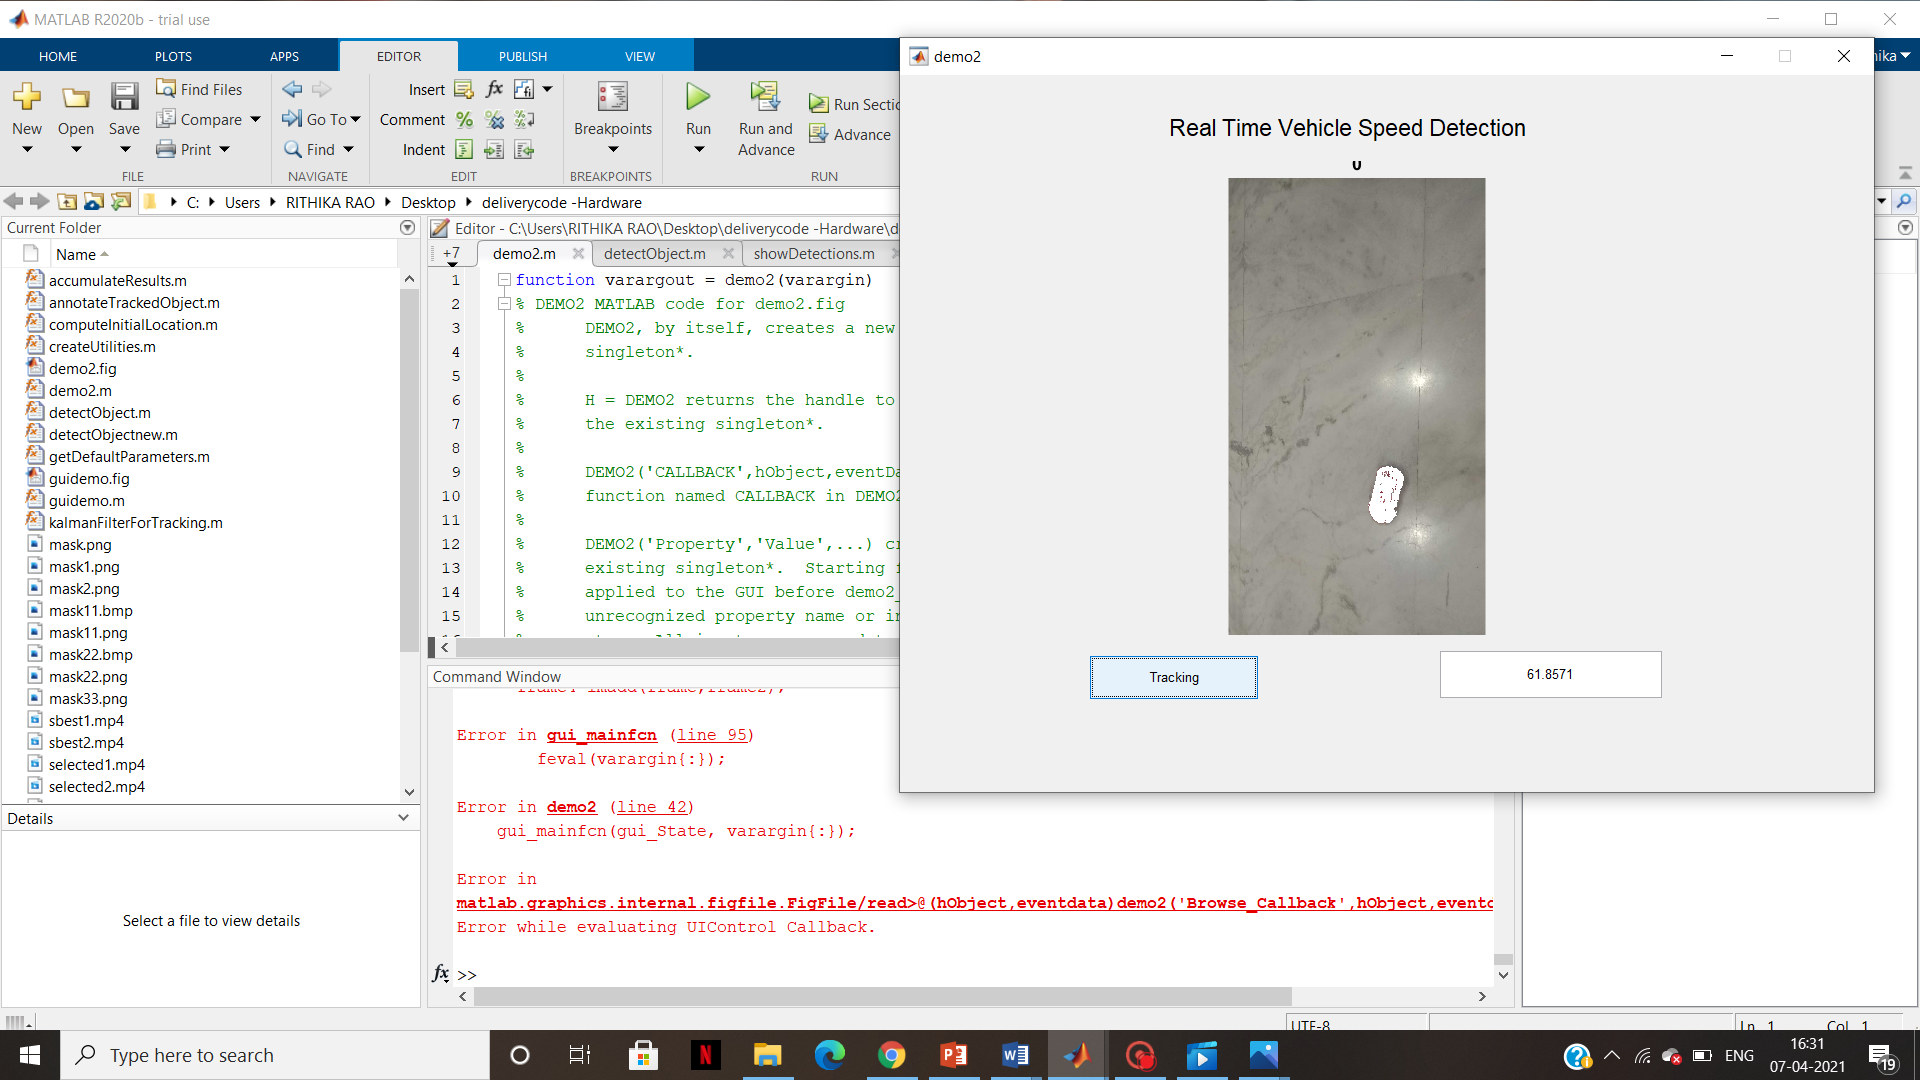 MATLAB R2020b - trial use
HOME PLOTS APPS EDITOR PUBLISH VIEW
New Open Save Find Files Compare Print
FILE
Go To Find
NAVIGATE
Insert fx
Comment
Indent
EDIT
Breakpoints
BREAKPOINTS
Run Run and Advance Advance
RUN
C: Users RITHIKA RAO Desktop deliverycode -Hardware
Current Folder
Name
accumulateResults.m
annotateTrackedObject.m
computeInitialLocation.m
createUtilities.m
demo2.fig
demo2.m
detectObject.m
detectObjectnew.m
getDefaultParameters.m
guidemo.fig
guidemo.m
kalmanFilterForTracking.m
mask.png
mask1.png
mask2.png
mask11.bmp
mask11.png
mask22.bmp
mask22.png
mask33.png
sbest1.mp4
sbest2.mp4
selected1.mp4
selected2.mp4
Details
Select a file to view details
Editor - C:\Users\RITHIKA RAO\Desktop\deliverycode -Hardware\d
+7 demo2.m detectObject.m showDetections.m
1 function varargout = demo2(varargin)
2 % DEMO2 MATLAB code for demo2.fig
3 % DEMO2, by itself, creates a new
4 % singleton*.
5 %
6 % H = DEMO2 returns the handle to
7 % the existing singleton*.
8 %
9 % DEMO2('CALLBACK',hObject,eventDa
10 % function named CALLBACK in DEMO2
11 %
12 % DEMO2('Property','Value',...) cr
13 % existing singleton*. Starting f
14 % applied to the GUI before demo2_
15 % unrecognized property name or in
Command Window
Error in gui_mainfcn (line 95)
feval(varargin{:});
Error in demo2 (line 42)
gui_mainfcn(gui_State, varargin{:});
Error in
matlab.graphics.internal.figfile.FigFile/read>@(hObject,eventdata)demo2('Browse_Callback',hObject,eventd
Error while evaluating UIControl Callback.
fx >>
demo2
Real Time Vehicle Speed Detection
Tracking
61.8571
UTF-8 Ln 1 Col 1
Type here to search
ENG
16:31
07-04-2021
19